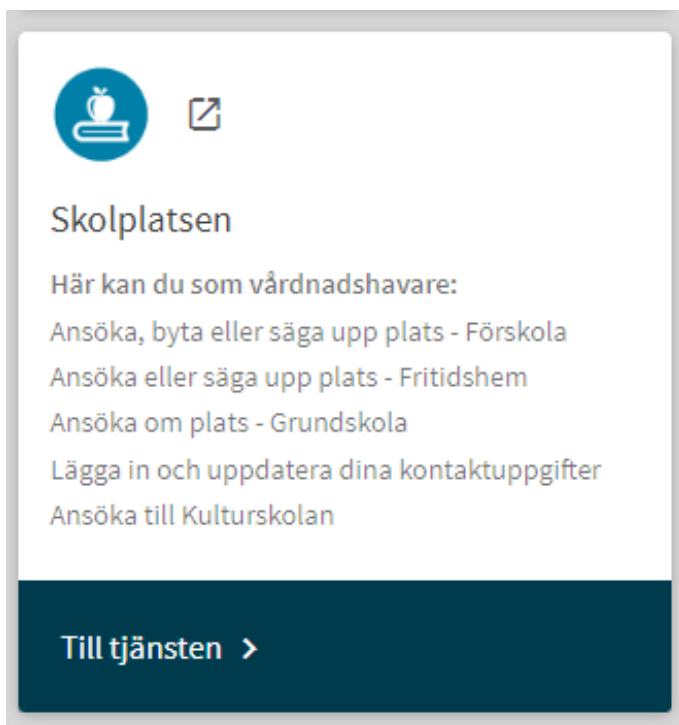 Skolplatsen
Här kan du som vårdnadshavare:
Ansöka, byta eller säga upp plats - Förskola
Ansöka eller säga upp plats - Fritidshem
Ansöka om plats - Grundskola
Lägga in och uppdatera dina kontaktuppgifter
Ansöka till Kulturskolan
Till tjänsten >